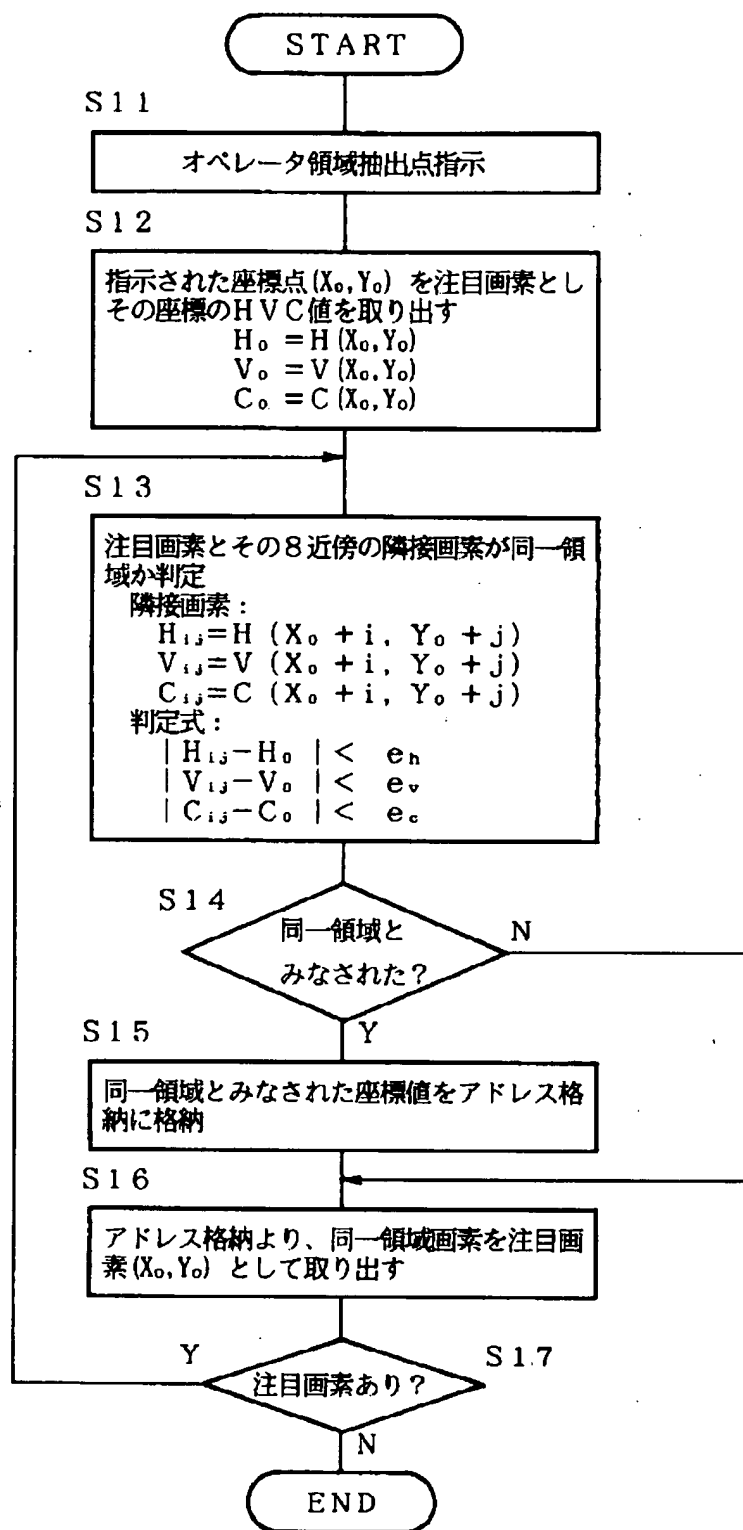 START
S11
オペレータ領域抽出点指示
S12
指示された座標点(X₀,Y₀) を注目画素とし
その座標のHVC値を取り出す
H₀ =H(X₀,Y₀)
V₀ =V(X₀,Y₀)
C₀ =C(X₀,Y₀)
S13
注目画素とその8近傍の隣接画素が同一領
域か判定
隣接画素:
Hᵢⱼ=H (X₀ +i, Y₀ +j)
Vᵢⱼ=V (X₀ +i, Y₀ +j)
Cᵢⱼ=C (X₀ +i, Y₀ +j)
判定式:
|Hᵢⱼ−H₀ |< eₕ
|Vᵢⱼ−V₀ |< eᵥ
|Cᵢⱼ−C₀ |< e꜀
S14
同一領域と
みなされた?
N
Y
S15
同一領域とみなされた座標値をアドレス格
納に格納
S16
アドレス格納より、同一領域画素を注目画
素(X₀,Y₀) として取り出す
Y
S17
注目画素あり?
N
END